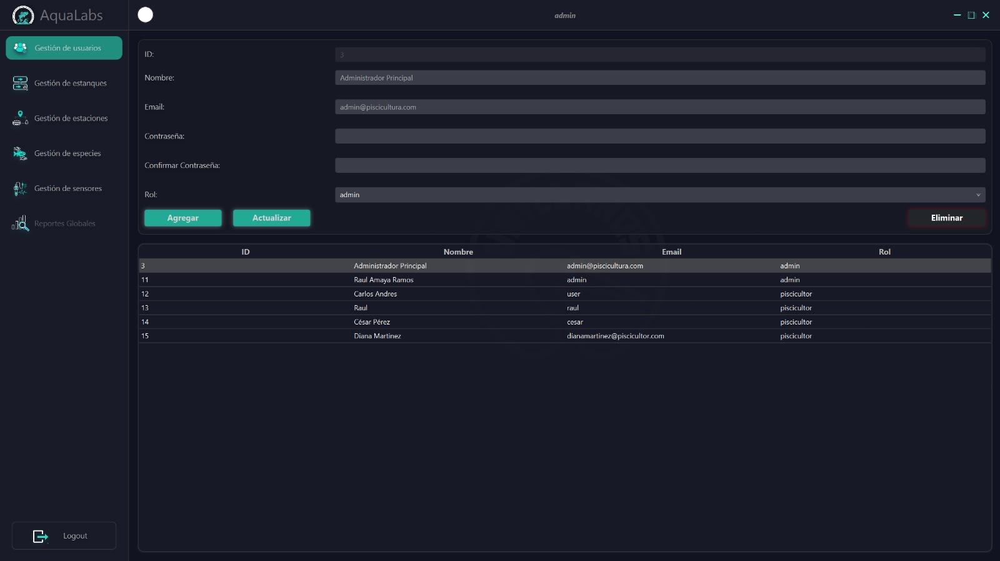 AquaLabs
admin
Gestión de usuarios
Gestión de estanques
Gestión de estaciones
Gestión de especies
Gestión de sensores
Reportes Globales
Logout
ID: 3
Nombre: Administrador Principal
Email: admin@piscicultura.com
Contraseña:
Confirmar Contraseña:
Rol: admin
Agregar Actualizar Eliminar
ID Nombre Email Rol
3 Administrador Principal admin@piscicultura.com admin
11 Raul Amaya Ramos admin admin
12 Carlos Andres user piscicultor
13 Raul raul piscicultor
14 César Pérez cesar piscicultor
15 Diana Martinez dianamartinez@piscicultor.com piscicultor